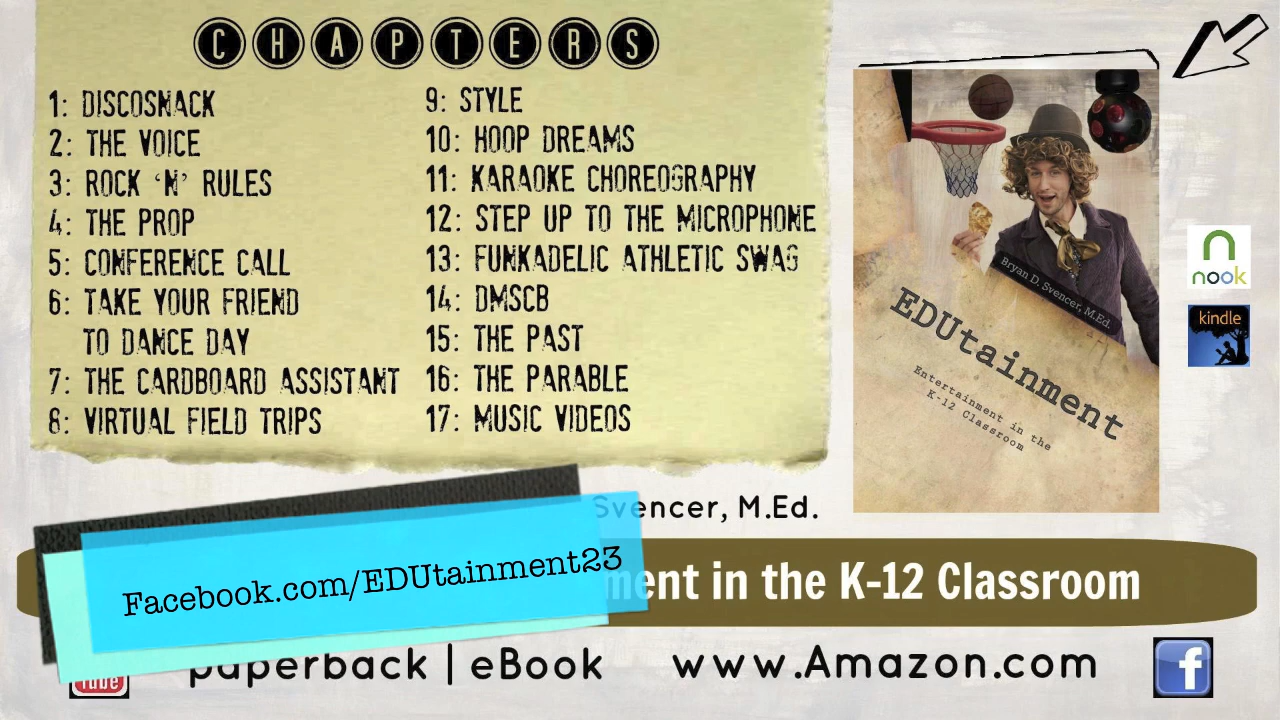 CHAPTERS
1: DISCOSNACK
2: THE VOICE
3: ROCK ‘N’ RULES
4: THE PROP
5: CONFERENCE CALL
6: TAKE YOUR FRIEND
TO DANCE DAY
7: THE CARDBOARD ASSISTANT
8: VIRTUAL FIELD TRIPS
9: STYLE
10: HOOP DREAMS
11: KARAOKE CHOREOGRAPHY
12: STEP UP TO THE MICROPHONE
13: FUNKADELIC ATHLETIC SWAG
14: DMSCB
15: THE PAST
16: THE PARABLE
17: MUSIC VIDEOS
Bryan D. Svencer, M.Ed.
EDUtainment
Entertainment in the
K-12 Classroom
nook
kindle
Svencer, M.Ed.
Facebook.com/EDUtainment23
ment in the K-12 Classroom
paperback | eBook www.Amazon.com
Tube
f